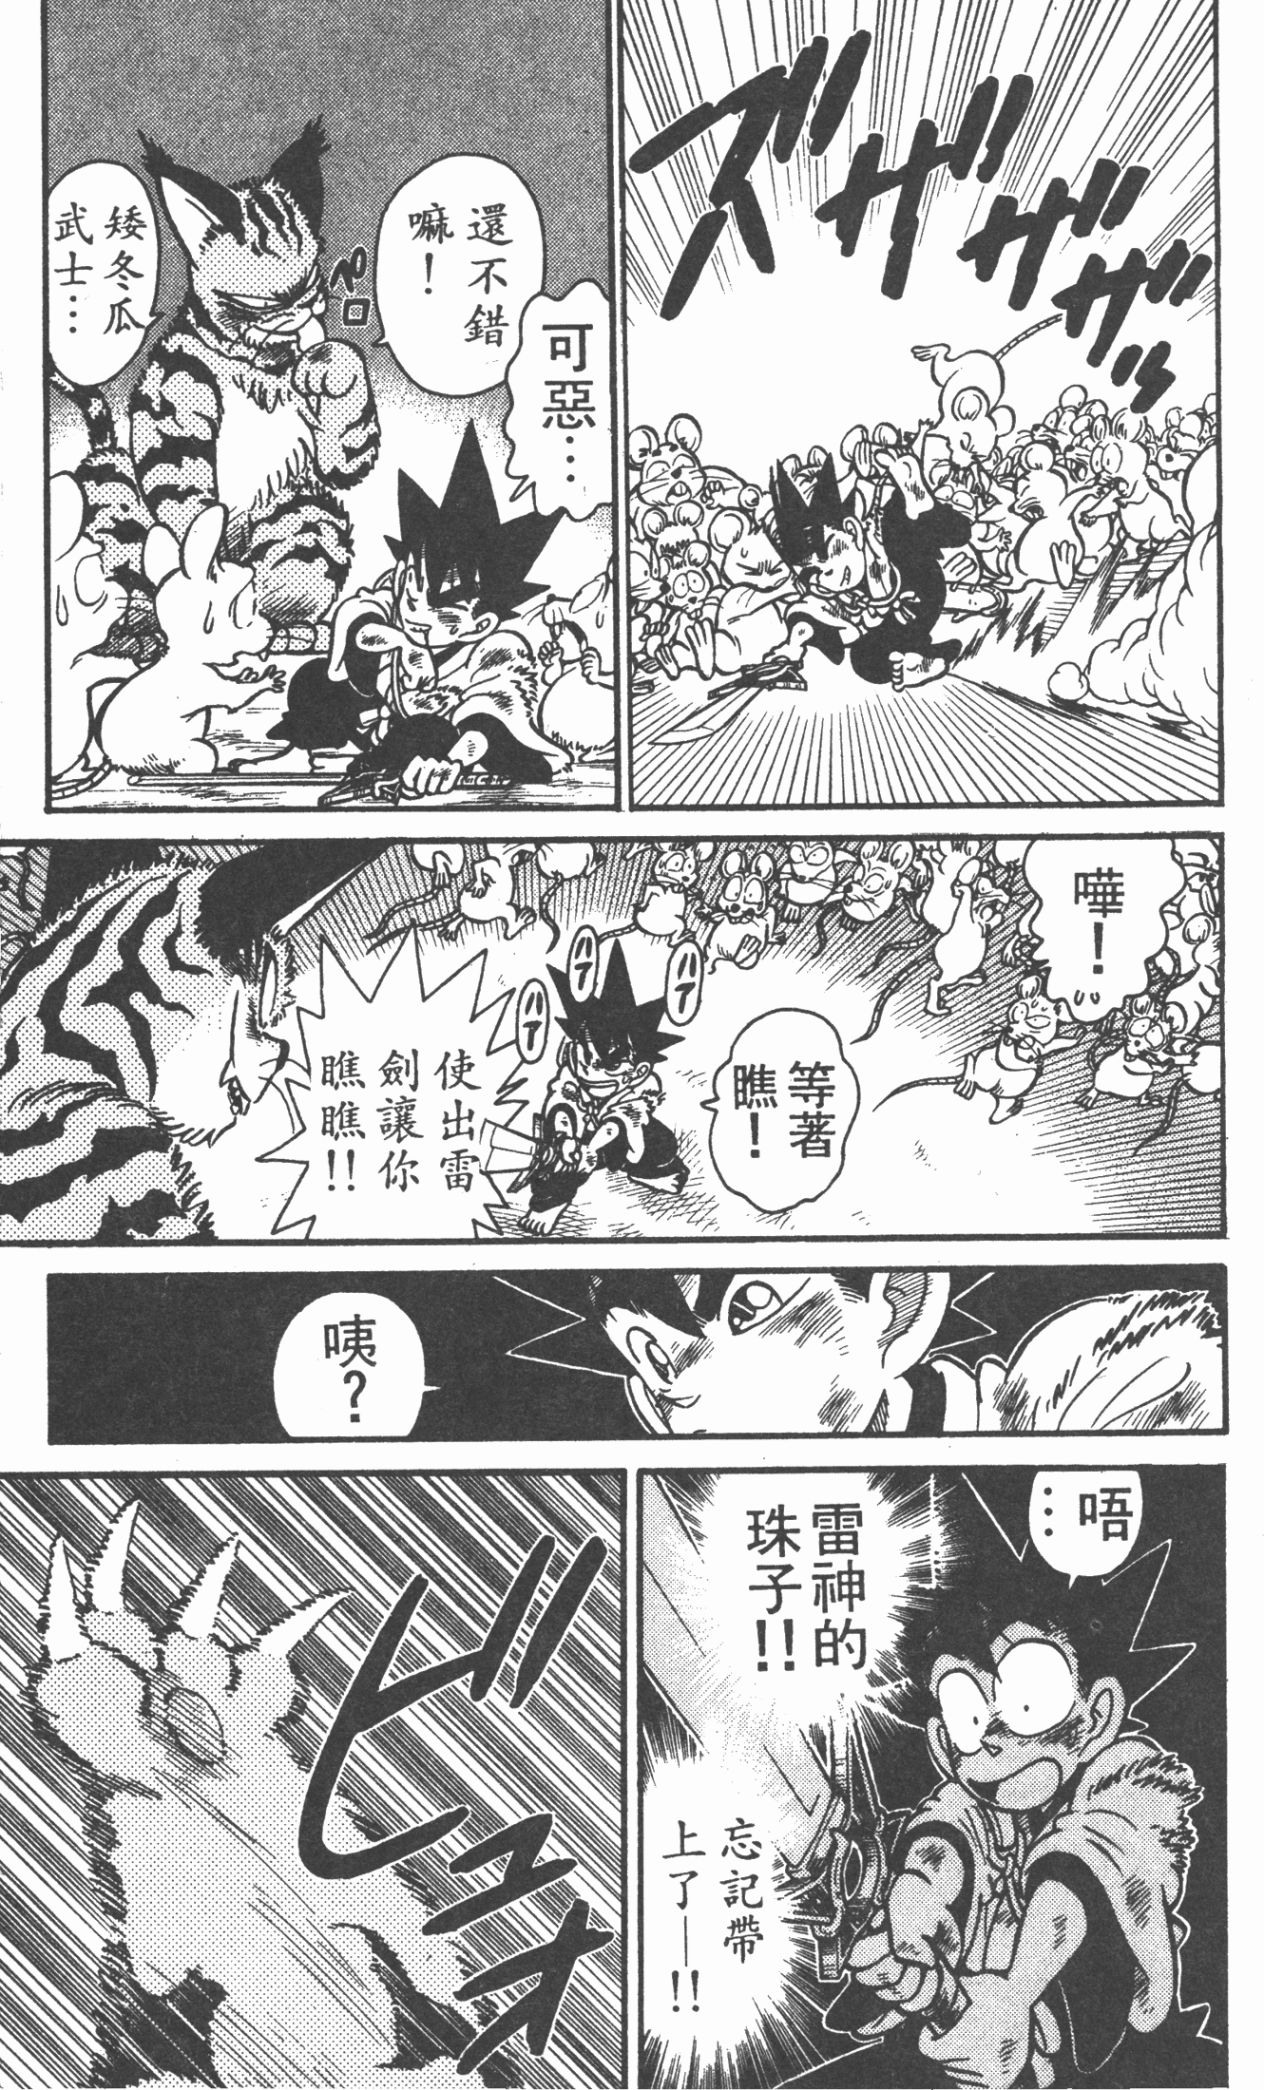 ズザザザッ
可惡…
還不錯
嘛！
ペロ
矮冬瓜
武士…
嘩！
等著
瞧！
ハァ
ハァ
ハァ
使出雷
劍讓你
瞧瞧!!
咦？
唔
…
雷神的
珠子!!
忘記帶
上了—!!
ビュオ